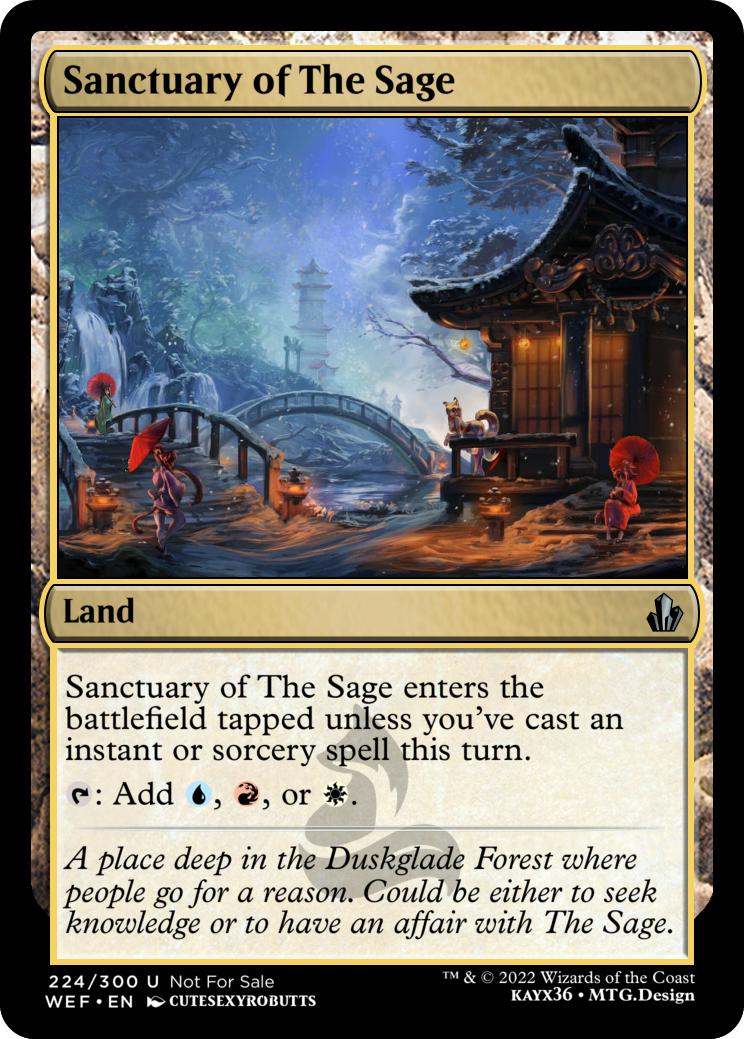 Sanctuary of The Sage
Land
Sanctuary of The Sage enters the
battlefield tapped unless you've cast an
instant or sorcery spell this turn.
: Add , , or .
A place deep in the Duskglade Forest where
people go for a reason. Could be either to seek
knowledge or to have an affair with The Sage.
224/300 U Not For Sale
WEF • EN CUTESEXYROBUTTS
™ & © 2022 Wizards of the Coast
KAYX36 • MTG.Design